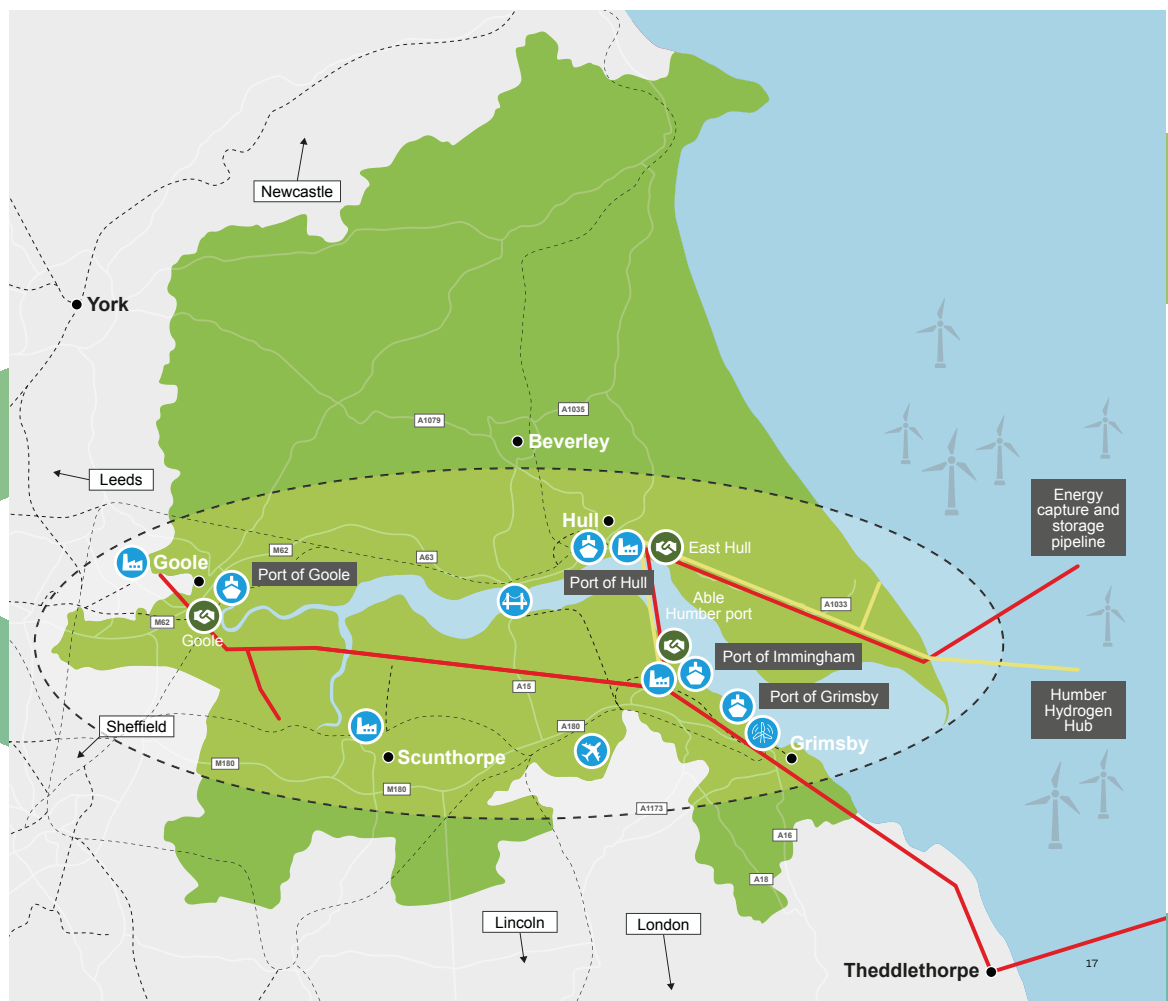 Newcastle
York
A1079
A1035
Beverley
Leeds
Energy
capture and
storage
pipeline
Hull
East Hull
M62
A63
Goole
Port of Goole
Port of Hull
Able
Humber port
A1033
M62
Goole
Port of Immingham
A15
Port of Grimsby
Humber
Hydrogen
Hub
Sheffield
A180
Grimsby
Scunthorpe
M180
M180
A1173
A16
A18
Lincoln
London
Theddlethorpe
17